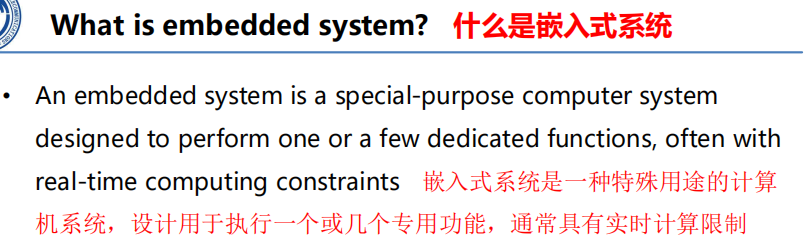 What is embedded system? 什么是嵌入式系统
• An embedded system is a special-purpose computer system
designed to perform one or a few dedicated functions, often with
real-time computing constraints 嵌入式系统是一种特殊用途的计算
机系统，设计用于执行一个或几个专用功能，通常具有实时计算限制